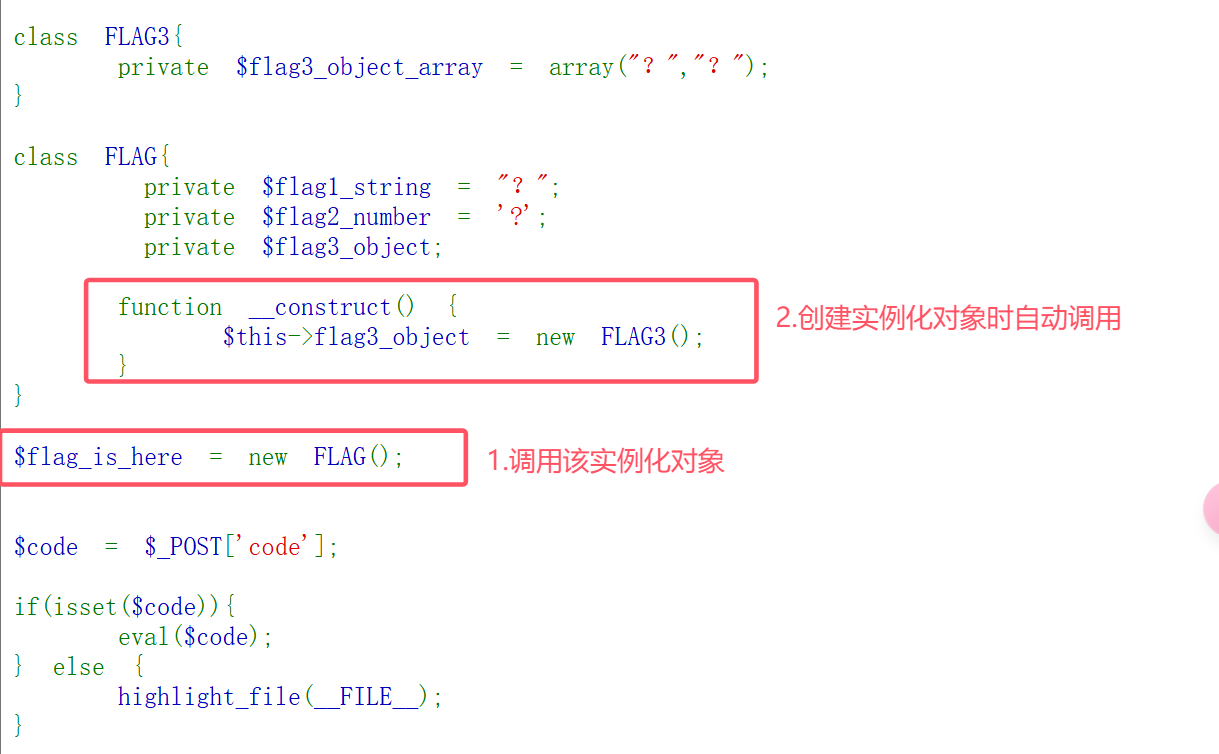 class FLAG3{
private $flag3_object_array = array("? ","? ");
}
class FLAG{
private $flag1_string = "? ";
private $flag2_number = '?';
private $flag3_object;
function __construct() {
$this->flag3_object = new FLAG3();
}
2.创建实例化对象时自动调用
}
$flag_is_here = new FLAG();
1.调用该实例化对象
$code = $_POST['code'];
if(isset($code)){
eval($code);
} else {
highlight_file(__FILE__);
}